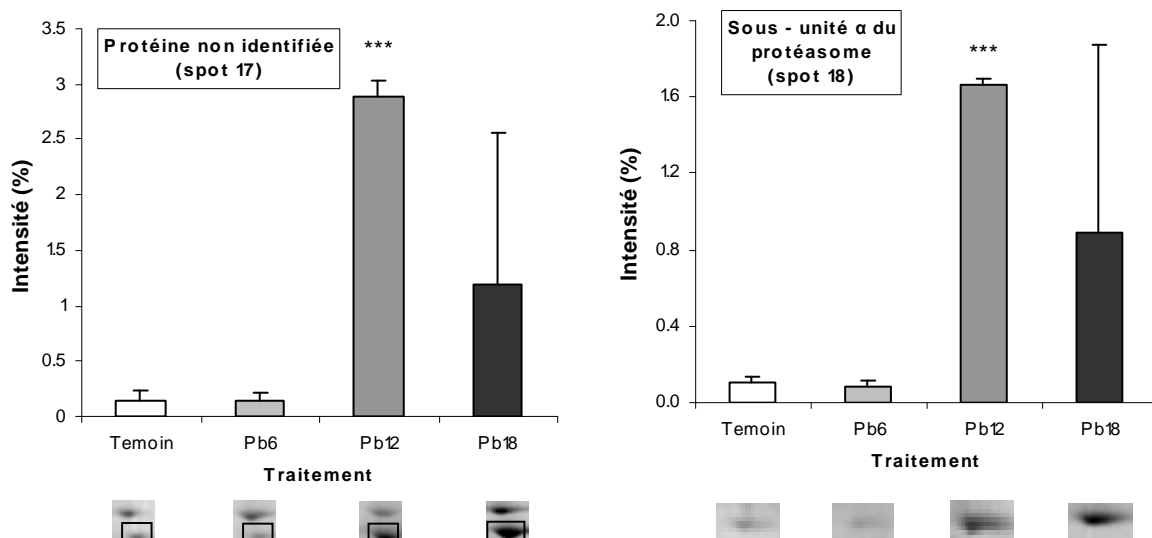 Protéine non identifiée
(spot 17)
***
Intensité (%)
3.5
3
2.5
2
1.5
1
0.5
0
Temoin Pb6 Pb12 Pb18
Traitement
Sous - unité α du
protéasome
(spot 18)
***
Intensité (%)
2.0
1.6
1.2
0.8
0.4
0.0
Temoin Pb6 Pb12 Pb18
Traitement